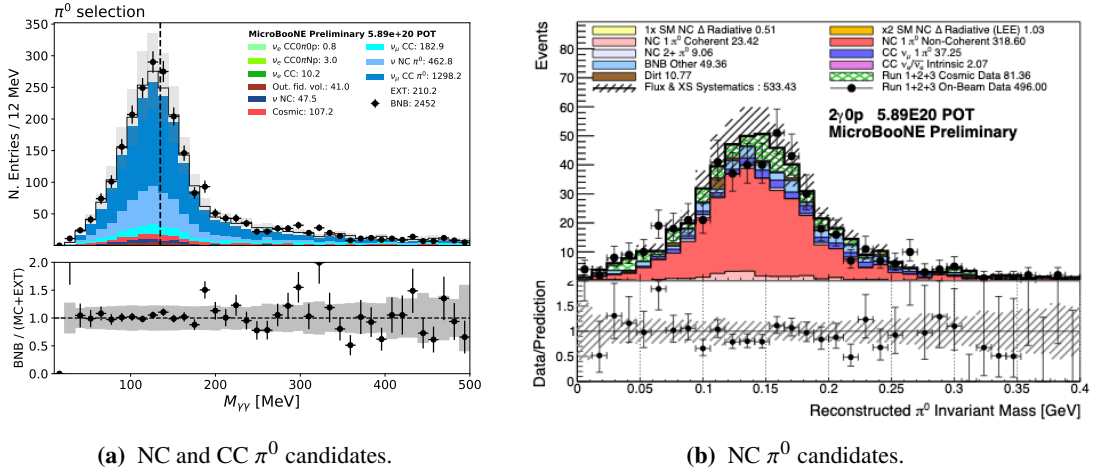 π⁰ selection
MicroBooNE Preliminary 5.89e+20 POT
νe CC0π0p: 0.8
νe CC0πNp: 3.0
νe CC: 10.2
Out. fid. vol.: 41.0
ν NC: 47.5
Cosmic: 107.2
νμ CC: 182.9
ν NC π⁰: 462.8
νμ CC π⁰: 1298.2
EXT: 210.2
BNB: 2452
N. Entries / 12 MeV
350
300
250
200
150
100
50
BNB / (MC+EXT)
2.0
1.5
1.0
0.5
0.0
100 200 300 400 500
Mγγ [MeV]
(a) NC and CC π⁰ candidates.
1x SM NC Δ Radiative 0.51
NC 1 π⁰ Coherent 23.42
NC 2+ π⁰ 9.06
BNB Other 49.36
Dirt 10.77
Flux & XS Systematics : 533.43
x2 SM NC Δ Radiative (LEE) 1.03
NC 1 π⁰ Non-Coherent 318.60
CC νμ 1 π⁰ 37.25
CC νe/ν̄e Intrinsic 2.07
Run 1+2+3 Cosmic Data 81.36
Run 1+2+3 On-Beam Data 496.00
2γ0p 5.89E20 POT
MicroBooNE Preliminary
Events
80
70
60
50
40
30
20
10
Data/Prediction
2
1.5
1
0.5
0
0 0.05 0.1 0.15 0.2 0.25 0.3 0.35 0.4
Reconstructed π⁰ Invariant Mass [GeV]
(b) NC π⁰ candidates.